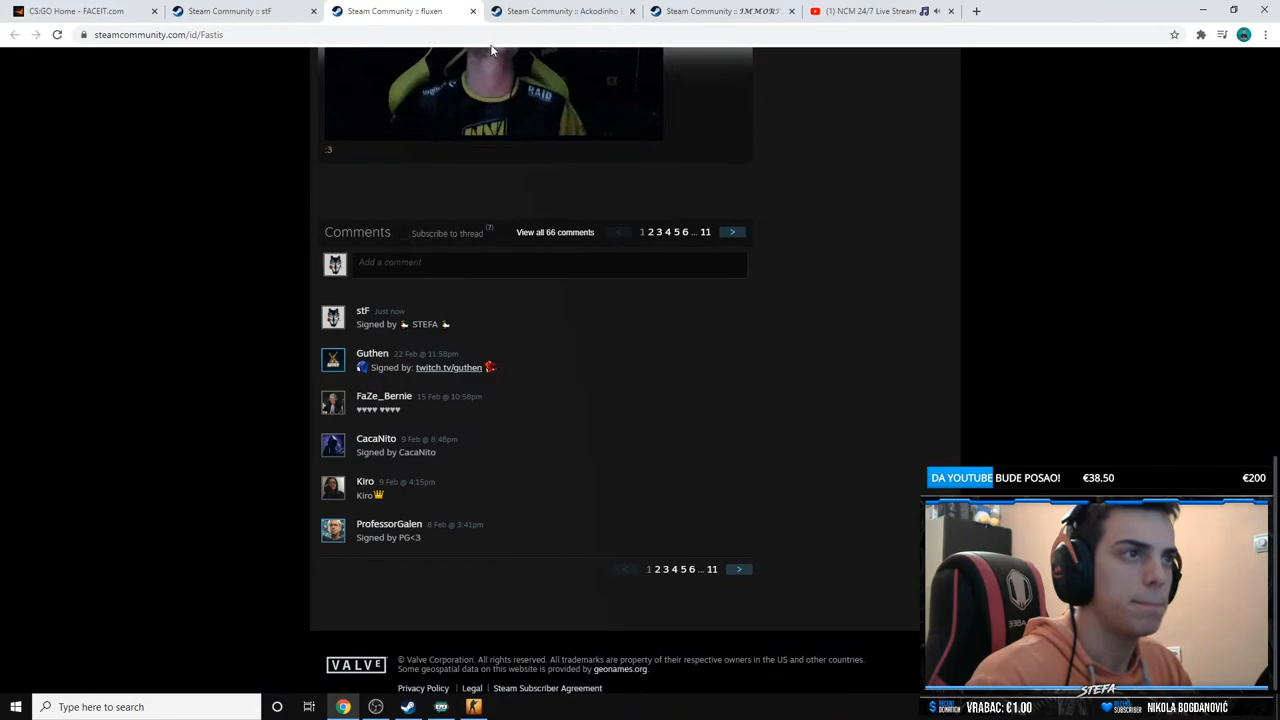 CS:GO Home - FACEIT.com
Steam Community :: stF
Steam Community :: fluxen
Steam Community :: Ackodinho
Steam Community :: 𝓘𝓜𝓜𝓞𝓡𝓣
(1) NCM 24/7 Live Stream
steamcommunity.com/id/Fastis
logitech
RAID
:3
Comments
Subscribe to thread (?)
View all 66 comments
< 1 2 3 4 5 6 ... 11 >
Add a comment
stF Just now
Signed by 🦢 STEFA 🦢
Guthen 22 Feb @ 11:58pm
Signed by: twitch.tv/guthen
FaZe_Bernie 15 Feb @ 10:58pm
♥♥♥♥ ♥♥♥♥
CacaNito 9 Feb @ 8:48pm
Signed by CacaNito
Kiro 9 Feb @ 4:15pm
Kiro
ProfessorGalen 8 Feb @ 3:41pm
Signed by PG<3
< 1 2 3 4 5 6 ... 11 >
DA YOUTUBE BUDE POSAO! €38.50 €200
VALVE
© Valve Corporation. All rights reserved. All trademarks are property of their respective owners in the US and other countries.
Some geospatial data on this website is provided by geonames.org.
Privacy Policy | Legal | Steam Subscriber Agreement
STEFA
Type here to search
RECENT DONATION VRABAC: €1.00
RECENT SUBSCRIBER NIKOLA BOGDANOVIĆ